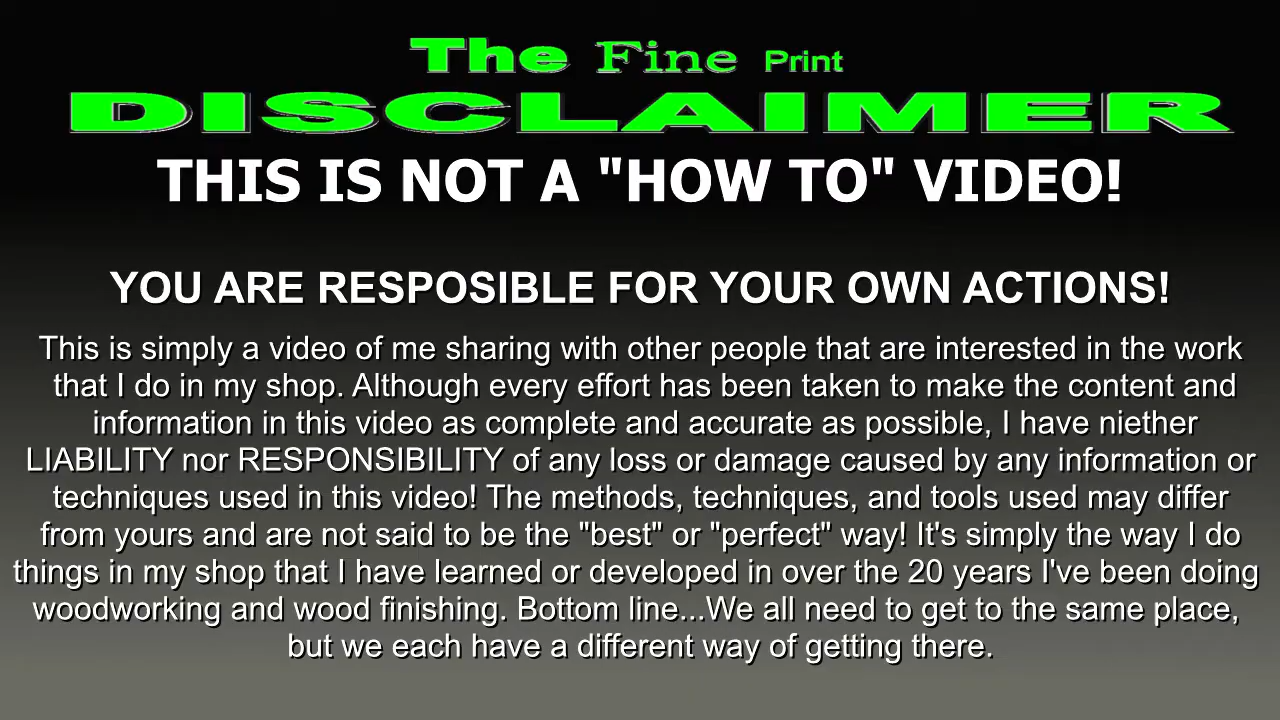 The Fine Print
DISCLAIMER
THIS IS NOT A "HOW TO" VIDEO!
YOU ARE RESPOSIBLE FOR YOUR OWN ACTIONS!
This is simply a video of me sharing with other people that are interested in the work
that I do in my shop. Although every effort has been taken to make the content and
information in this video as complete and accurate as possible, I have niether
LIABILITY nor RESPONSIBILITY of any loss or damage caused by any information or
techniques used in this video! The methods, techniques, and tools used may differ
from yours and are not said to be the "best" or "perfect" way! It's simply the way I do
things in my shop that I have learned or developed in over the 20 years I've been doing
woodworking and wood finishing. Bottom line...We all need to get to the same place,
but we each have a different way of getting there.